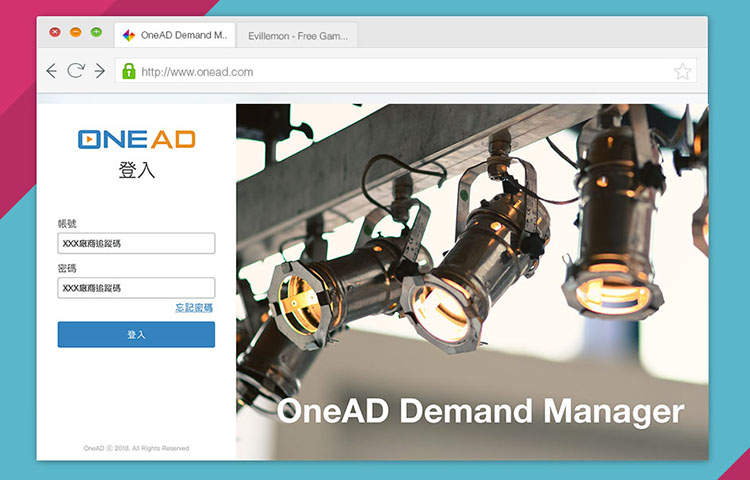 OneAD Demand M..
Evillemon - Free Gam...
http://www.onead.com
ONEAD
登入
帳號
XXX廠商追蹤碼
密碼
XXX廠商追蹤碼
忘記密碼
登入
OneAD Demand Manager
OneAD ⓒ 2016. All Rights Reserved